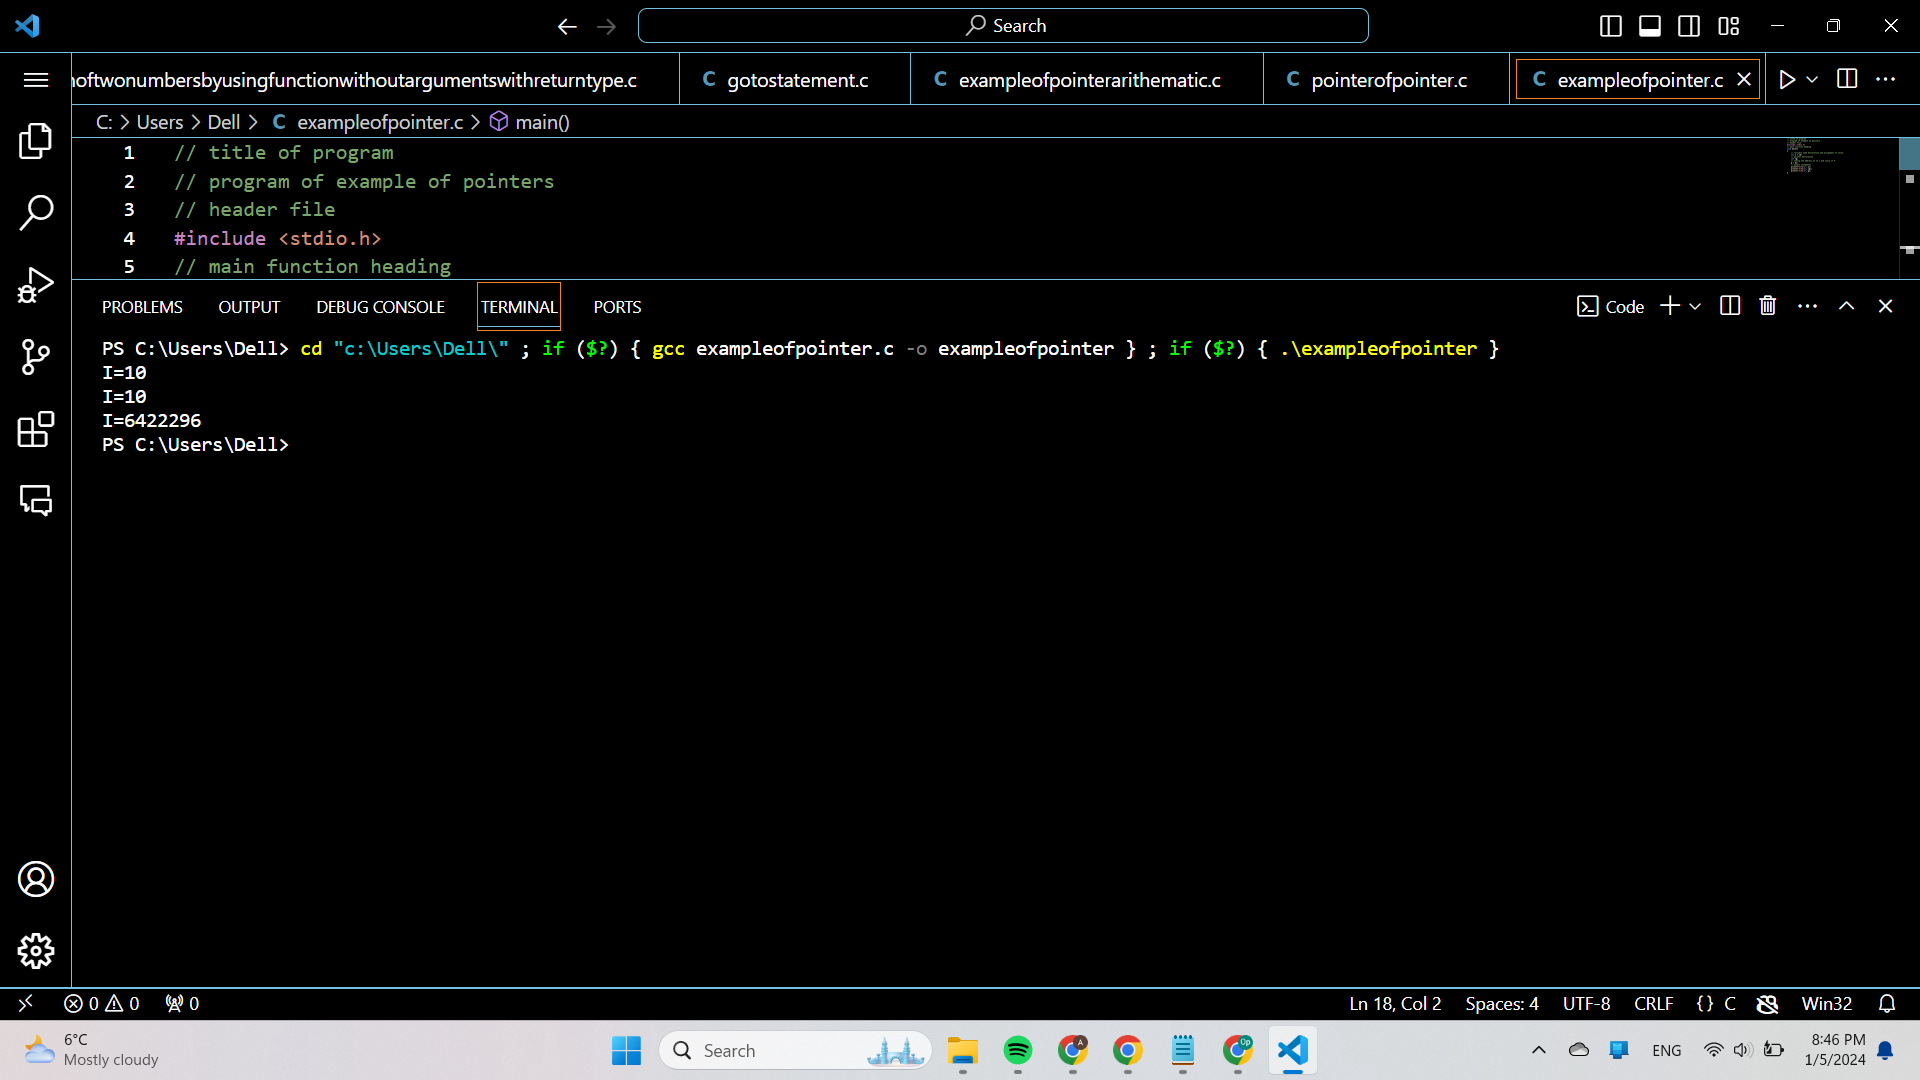 Search
noftwonumbersbyusingfunctionwithoutargumentswithreturntype.c
C gotostatement.c
C exampleofpointerarithematic.c
C pointerofpointer.c
C exampleofpointer.c
C: > Users > Dell > C exampleofpointer.c > main()
1 // title of program
2 // program of example of pointers
3 // header file
4 #include <stdio.h>
5 // main function heading
PROBLEMS OUTPUT DEBUG CONSOLE TERMINAL PORTS
Code
PS C:\Users\Dell> cd "c:\Users\Dell\" ; if ($?) { gcc exampleofpointer.c -o exampleofpointer } ; if ($?) { .\exampleofpointer }
I=10
I=10
I=6422296
PS C:\Users\Dell>
0 0 0
Ln 18, Col 2 Spaces: 4 UTF-8 CRLF {} C Win32
6°C
Mostly cloudy
Search
A
Op
ENG
8:46 PM
1/5/2024